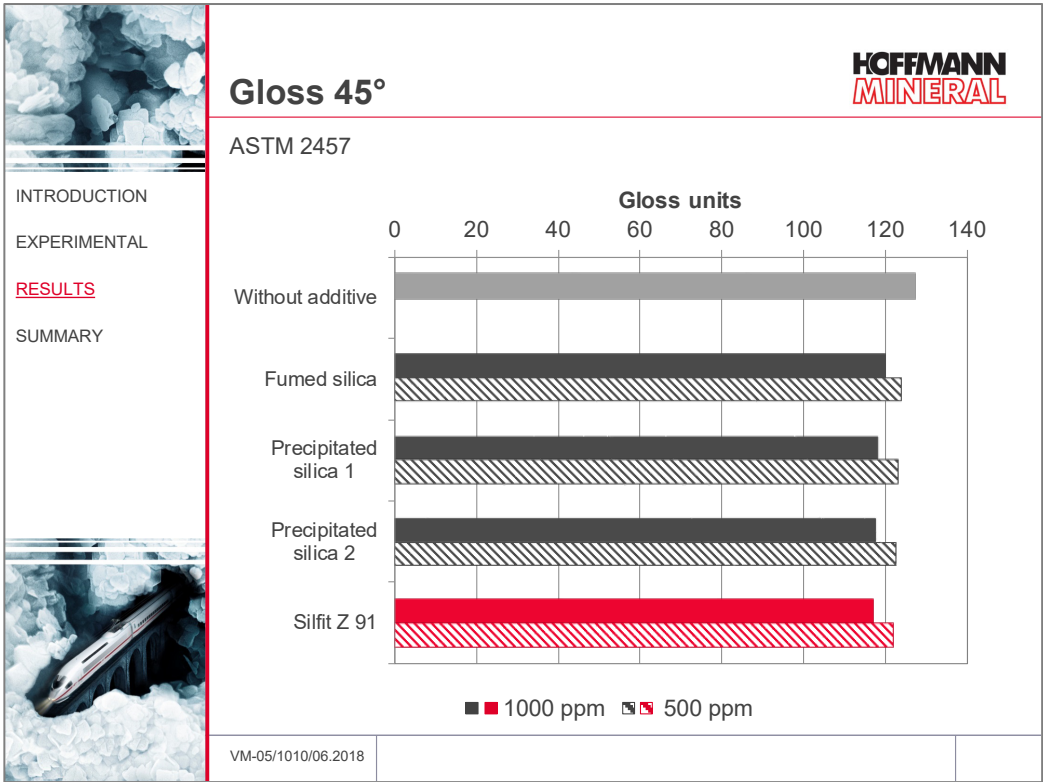 Gloss 45°
HOFFMANN
MINERAL
ASTM 2457
INTRODUCTION
EXPERIMENTAL
RESULTS
SUMMARY
Gloss units
0 20 40 60 80 100 120 140
Without additive
Fumed silica
Precipitated
silica 1
Precipitated
silica 2
Silfit Z 91
1000 ppm 500 ppm
VM-05/1010/06.2018